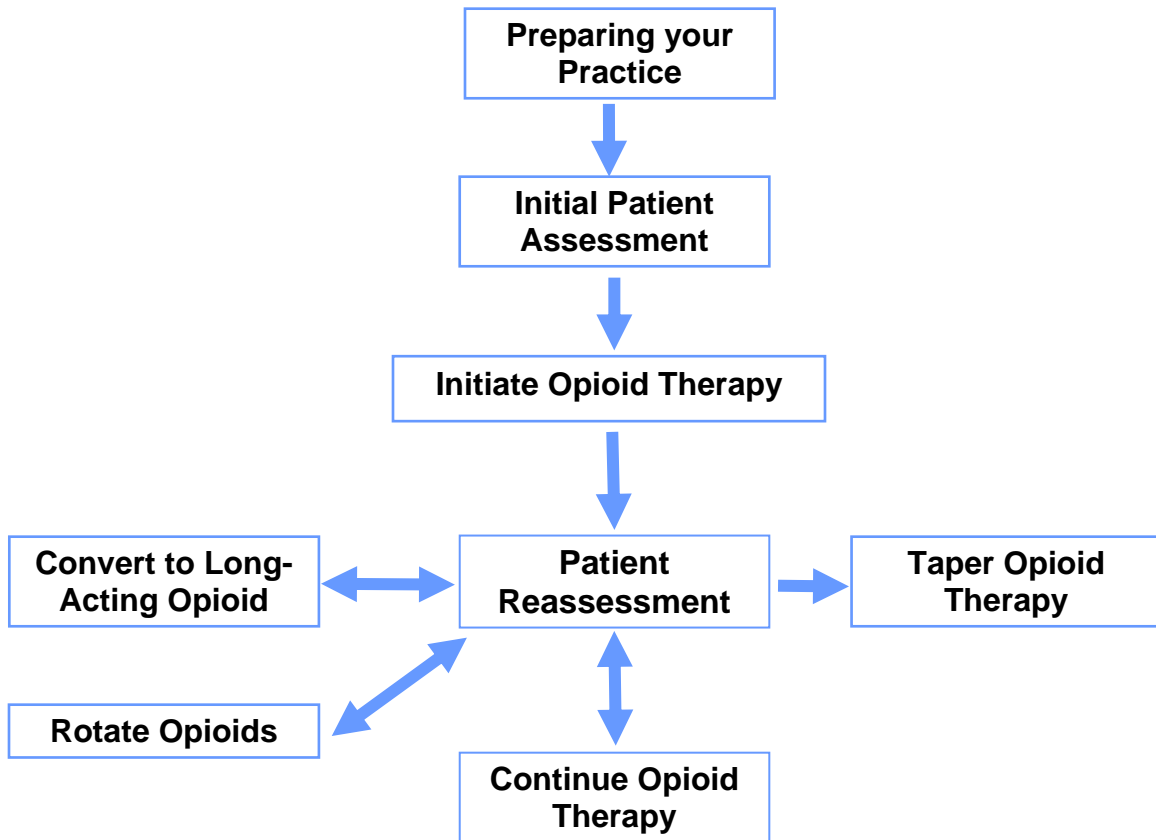 Preparing your
Practice
Initial Patient
Assessment
Initiate Opioid Therapy
Convert to Long-
Acting Opioid
Patient
Reassessment
Taper Opioid
Therapy
Rotate Opioids
Continue Opioid
Therapy